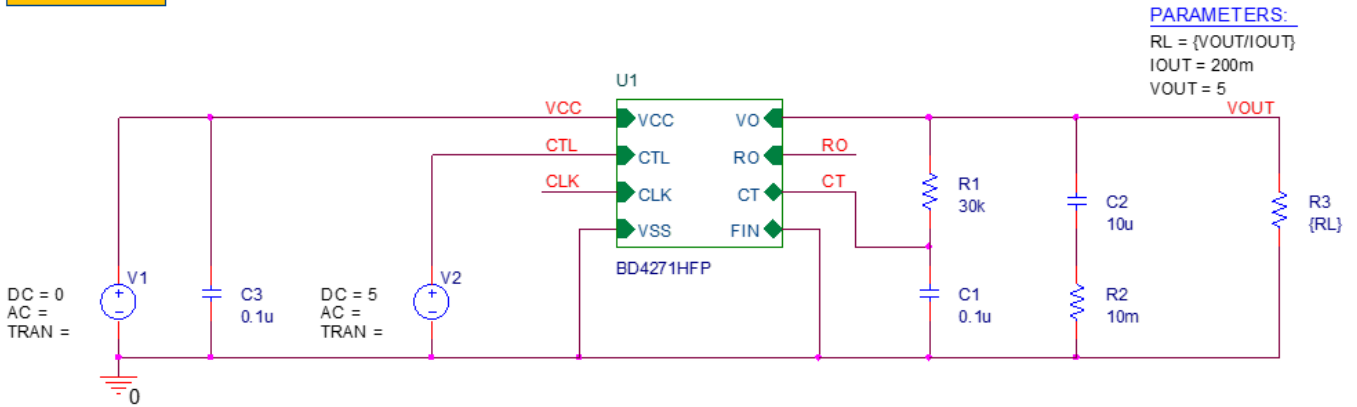 PARAMETERS:
RL = {VOUT/IOUT}
IOUT = 200m
VOUT = 5
U1
VCC
VCC
VO
VOUT
CTL
CTL
RO
RO
CLK
CLK
CT
CT
VSS
FIN
BD4271HFP
R1
30k
C2
10u
R3
{RL}
V1
DC = 0
AC =
TRAN =
C3
0.1u
V2
DC = 5
AC =
TRAN =
C1
0.1u
R2
10m
0